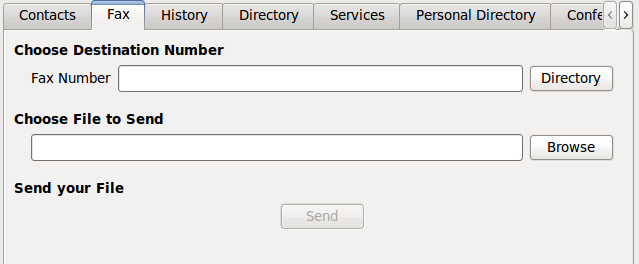 Contacts Fax History Directory Services Personal Directory Confe
Choose Destination Number
Fax Number Directory
Choose File to Send
Browse
Send your File
Send